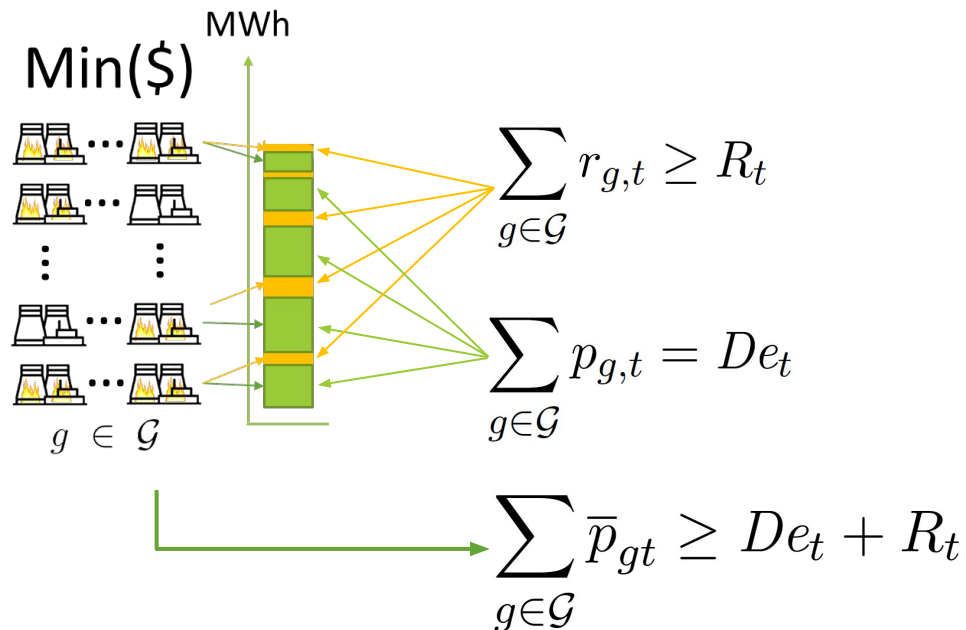 MWh
Min($)
∑_{g∈𝒢} r_{g,t} ≥ R_t
∑_{g∈𝒢} p_{g,t} = De_t
g ∈ 𝒢
∑_{g∈𝒢} p̅_{gt} ≥ De_t + R_t